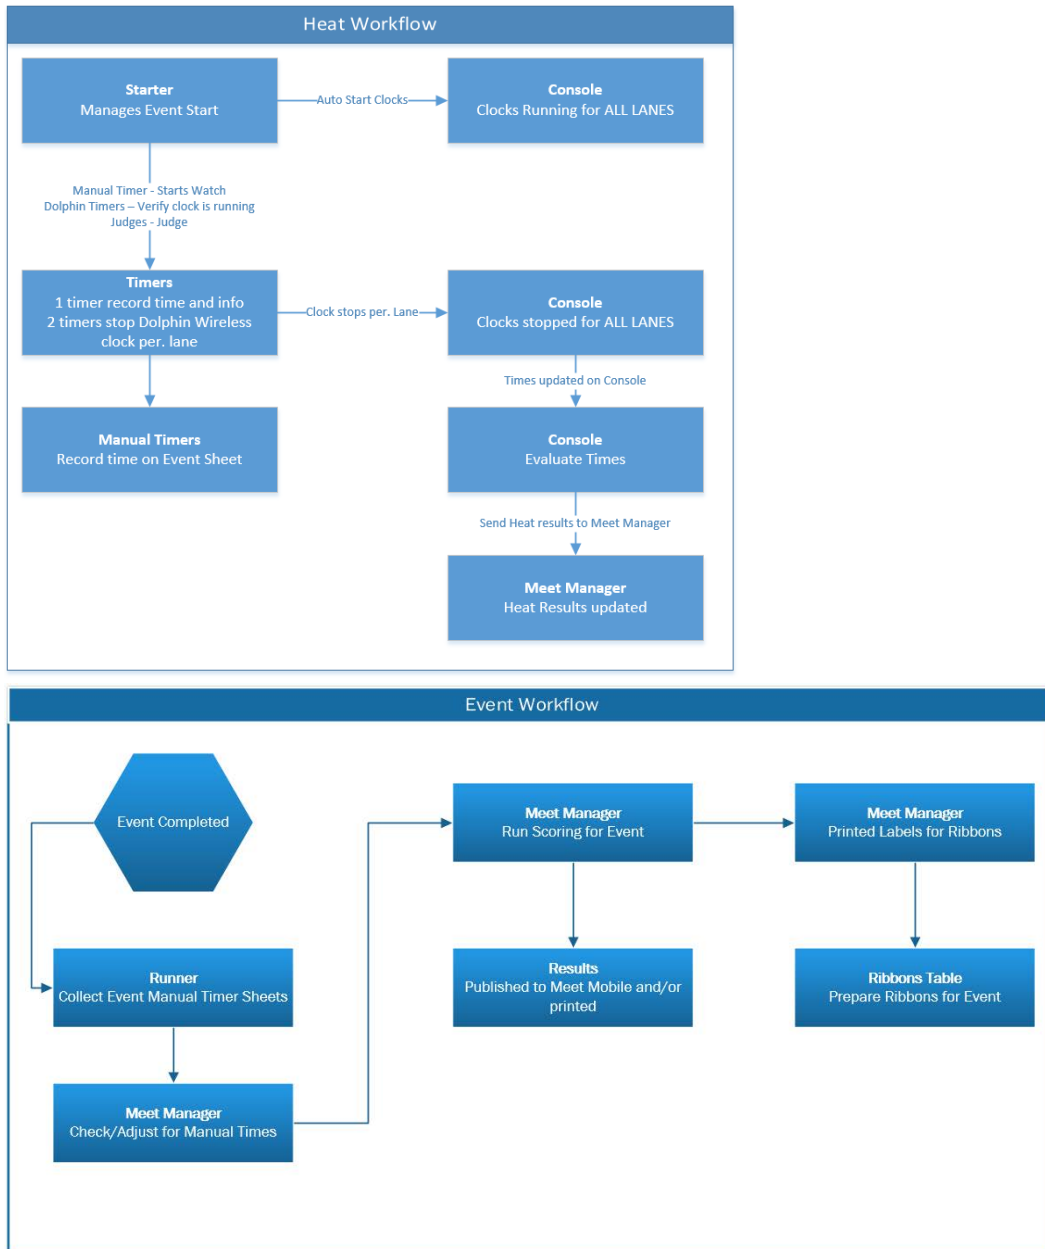 Heat Workflow
Starter
Manages Event Start
Auto Start Clocks
Console
Clocks Running for ALL LANES
Manual Timer - Starts Watch
Dolphin Timers – Verify clock is running
Judges - Judge
Timers
1 timer record time and info
2 timers stop Dolphin Wireless
clock per. lane
Clock stops per. Lane
Console
Clocks stopped for ALL LANES
Times updated on Console
Manual Timers
Record time on Event Sheet
Console
Evaluate Times
Send Heat results to Meet Manager
Meet Manager
Heat Results updated
Event Workflow
Event Completed
Meet Manager
Run Scoring for Event
Meet Manager
Printed Labels for Ribbons
Runner
Collect Event Manual Timer Sheets
Results
Published to Meet Mobile and/or
printed
Ribbons Table
Prepare Ribbons for Event
Meet Manager
Check/Adjust for Manual Times